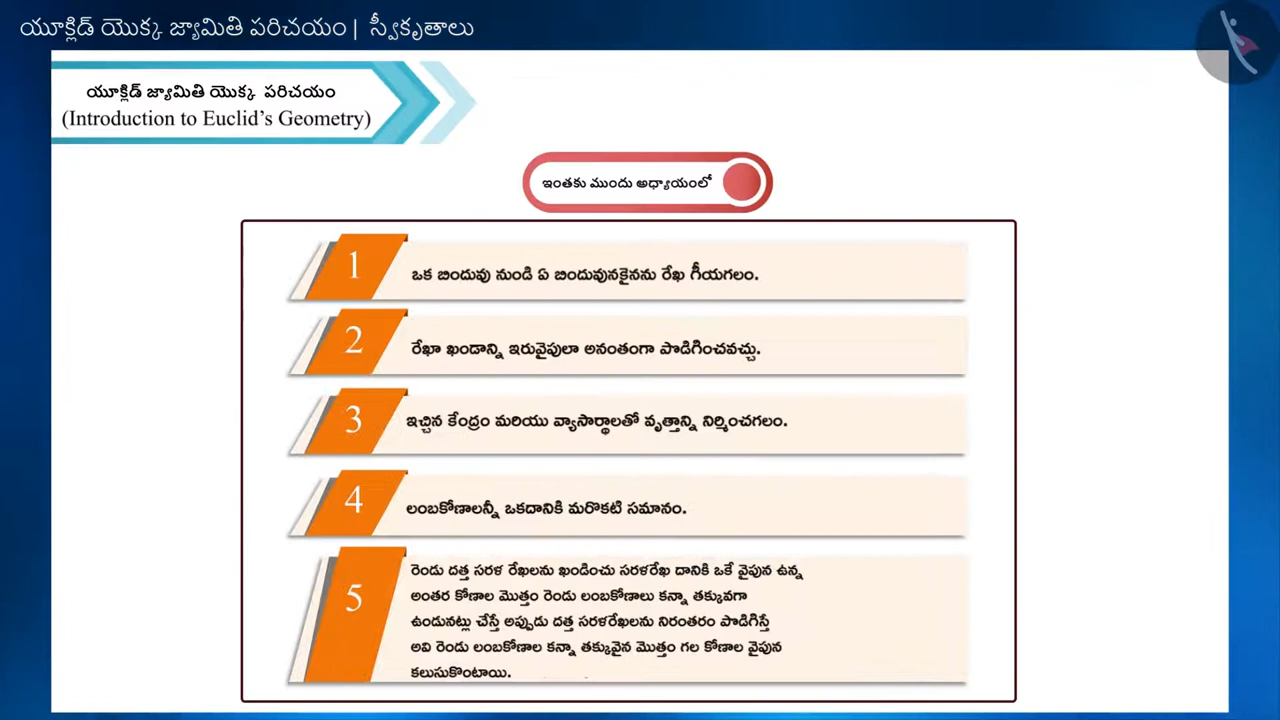 యూక్లిడ్ యొక్క జ్యామితి పరిచయం | స్వీకృతాలు
యూక్లిడ్ జ్యామితి యొక్క పరిచయం
(Introduction to Euclid's Geometry)
ఇంతకు ముందు అధ్యాయంలో
1
ఒక బిందువు నుండి ఏ బిందువునకైనను రేఖ గీయగలం.
2
రేఖా ఖండాన్ని ఇరువైపులా అనంతంగా పొడిగించవచ్చు.
3
ఇచ్చిన కేంద్రం మరియు వ్యాసార్థాలతో వృత్తాన్ని నిర్మించగలం.
4
లంబకోణాలన్నీ ఒకదానికి మరొకటి సమానం.
5
రెండు దత్త సరళ రేఖలను ఖండించు సరళరేఖ దానికి ఒకే వైపున ఉన్న
అంతర కోణాల మొత్తం రెండు లంబకోణాలు కన్నా తక్కువగా
ఉండునట్లు చేస్తే అప్పుడు దత్త సరళరేఖలను నిరంతరం పొడిగిస్తే
అవి రెండు లంబకోణాల కన్నా తక్కువైన మొత్తం గల కోణాల వైపున
కలుసుకొంటాయి.